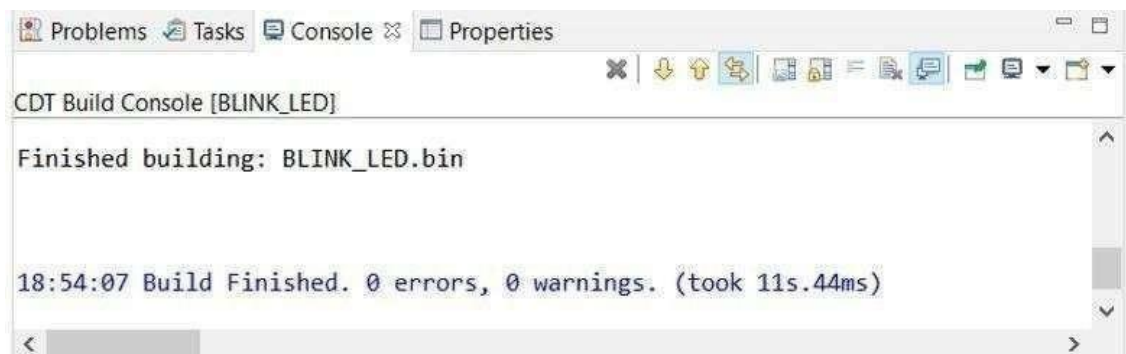 Problems Tasks Console Properties
CDT Build Console [BLINK_LED]
Finished building: BLINK_LED.bin
18:54:07 Build Finished. 0 errors, 0 warnings. (took 11s.44ms)